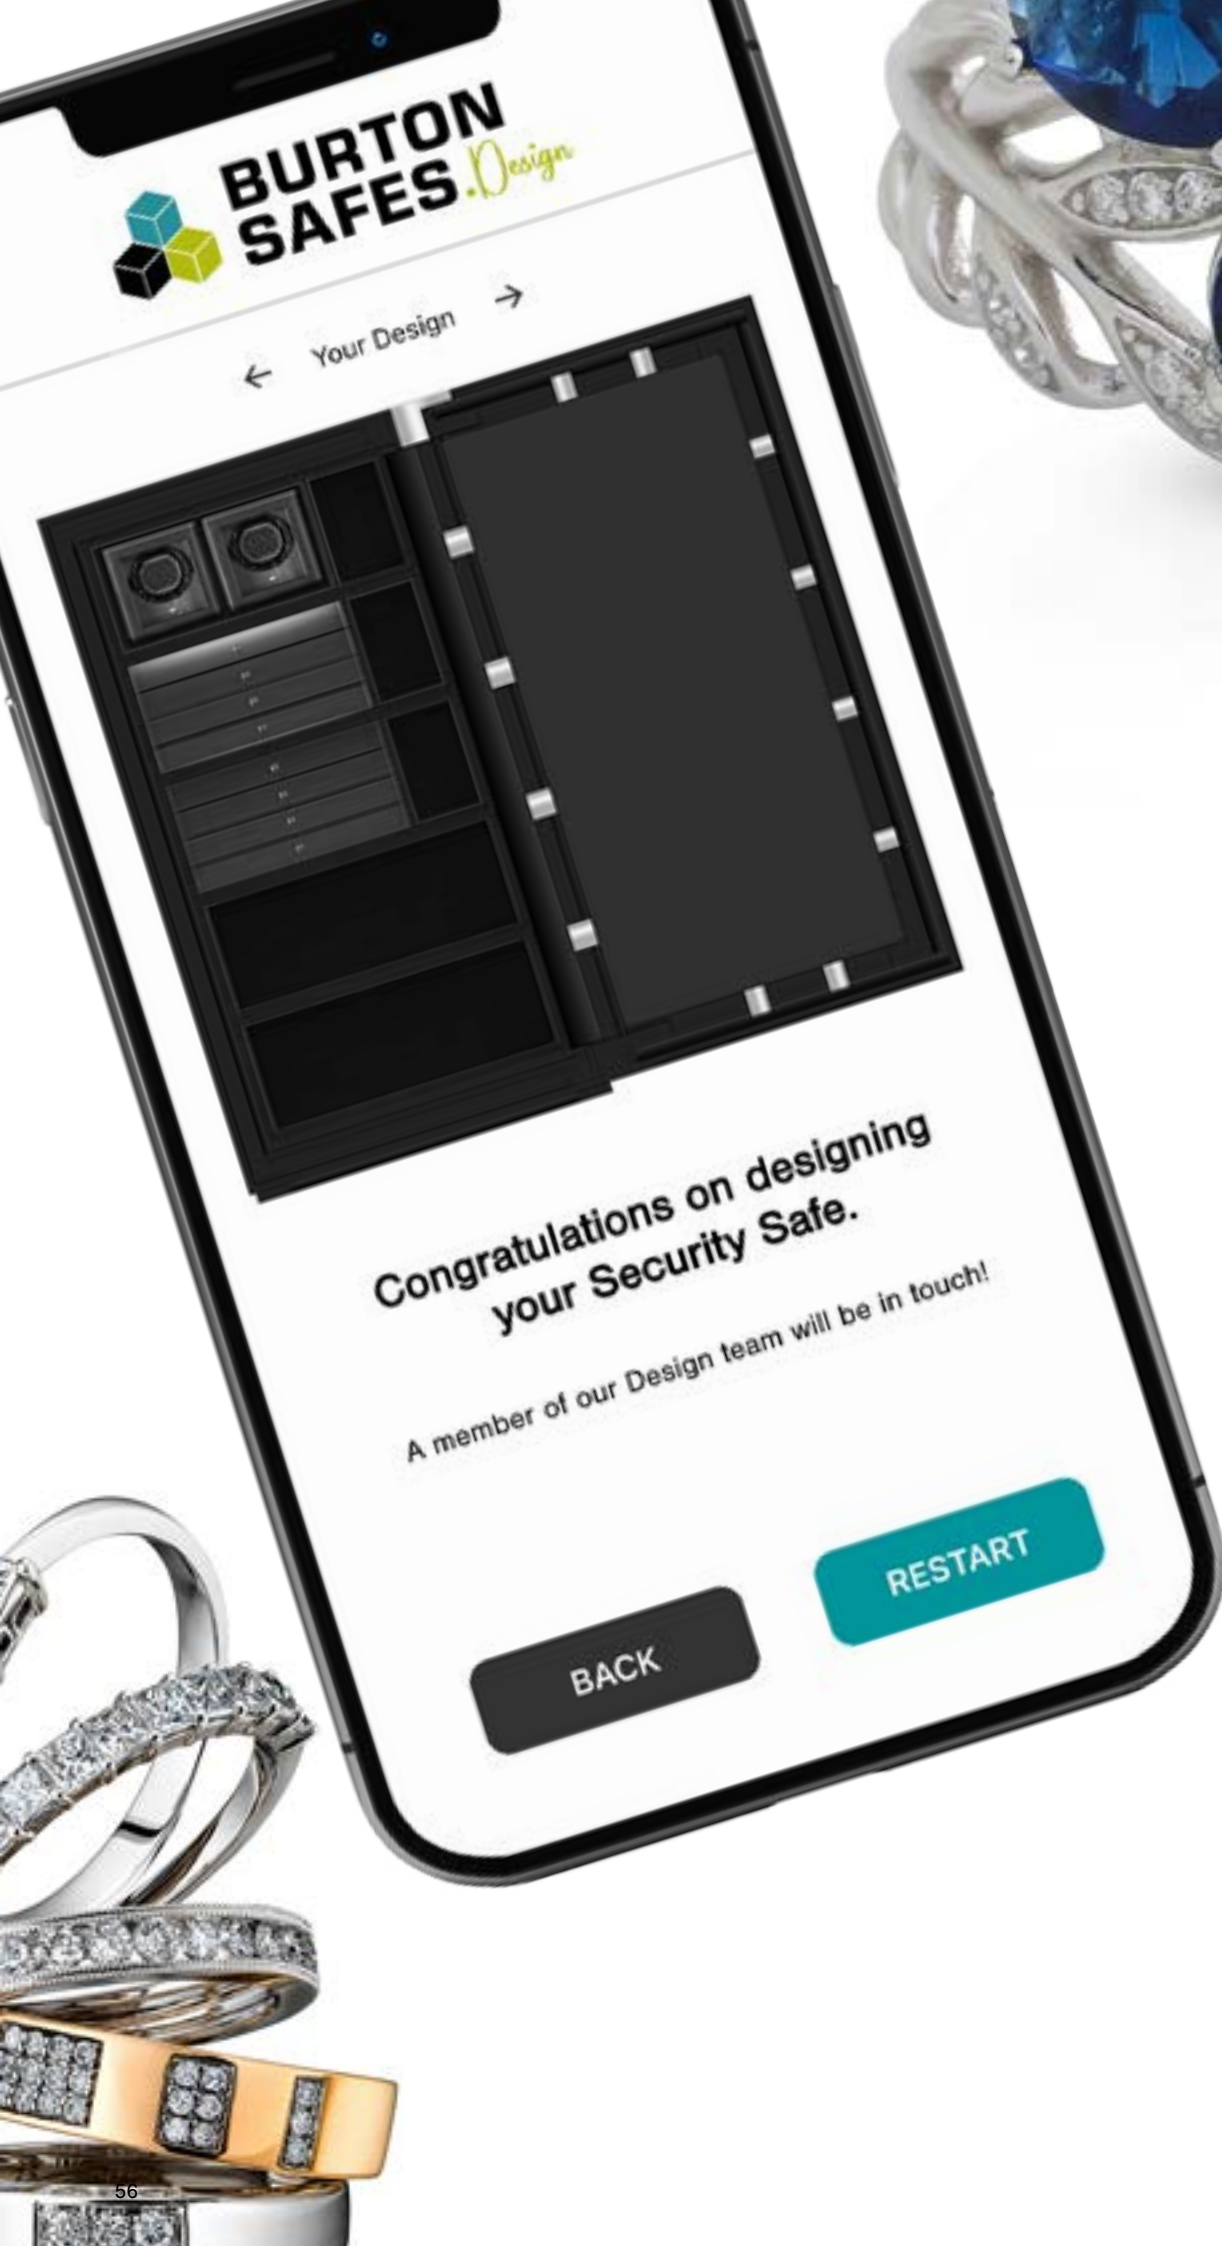 BURTON
SAFES.Design
← Your Design →
Congratulations on designing
your Security Safe.
A member of our Design team will be in touch!
RESTART
BACK
56